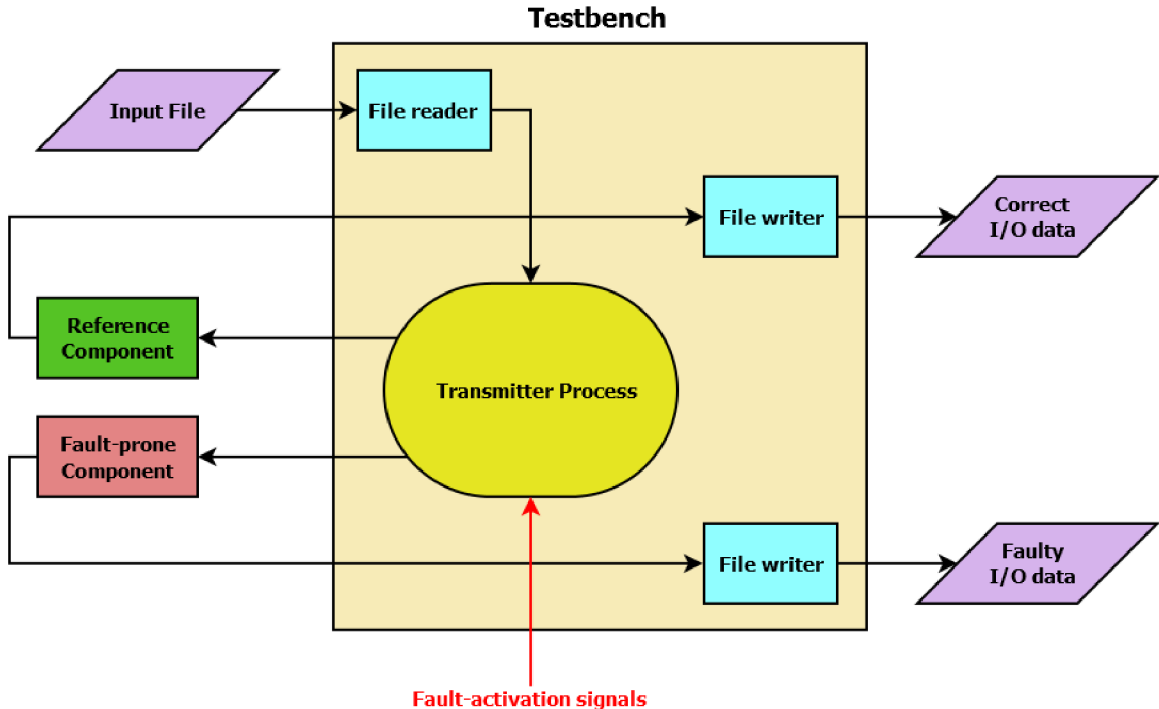 Testbench
Input File
File reader
File writer
Correct
I/O data
Reference
Component
Transmitter Process
Fault-prone
Component
File writer
Faulty
I/O data
Fault-activation signals